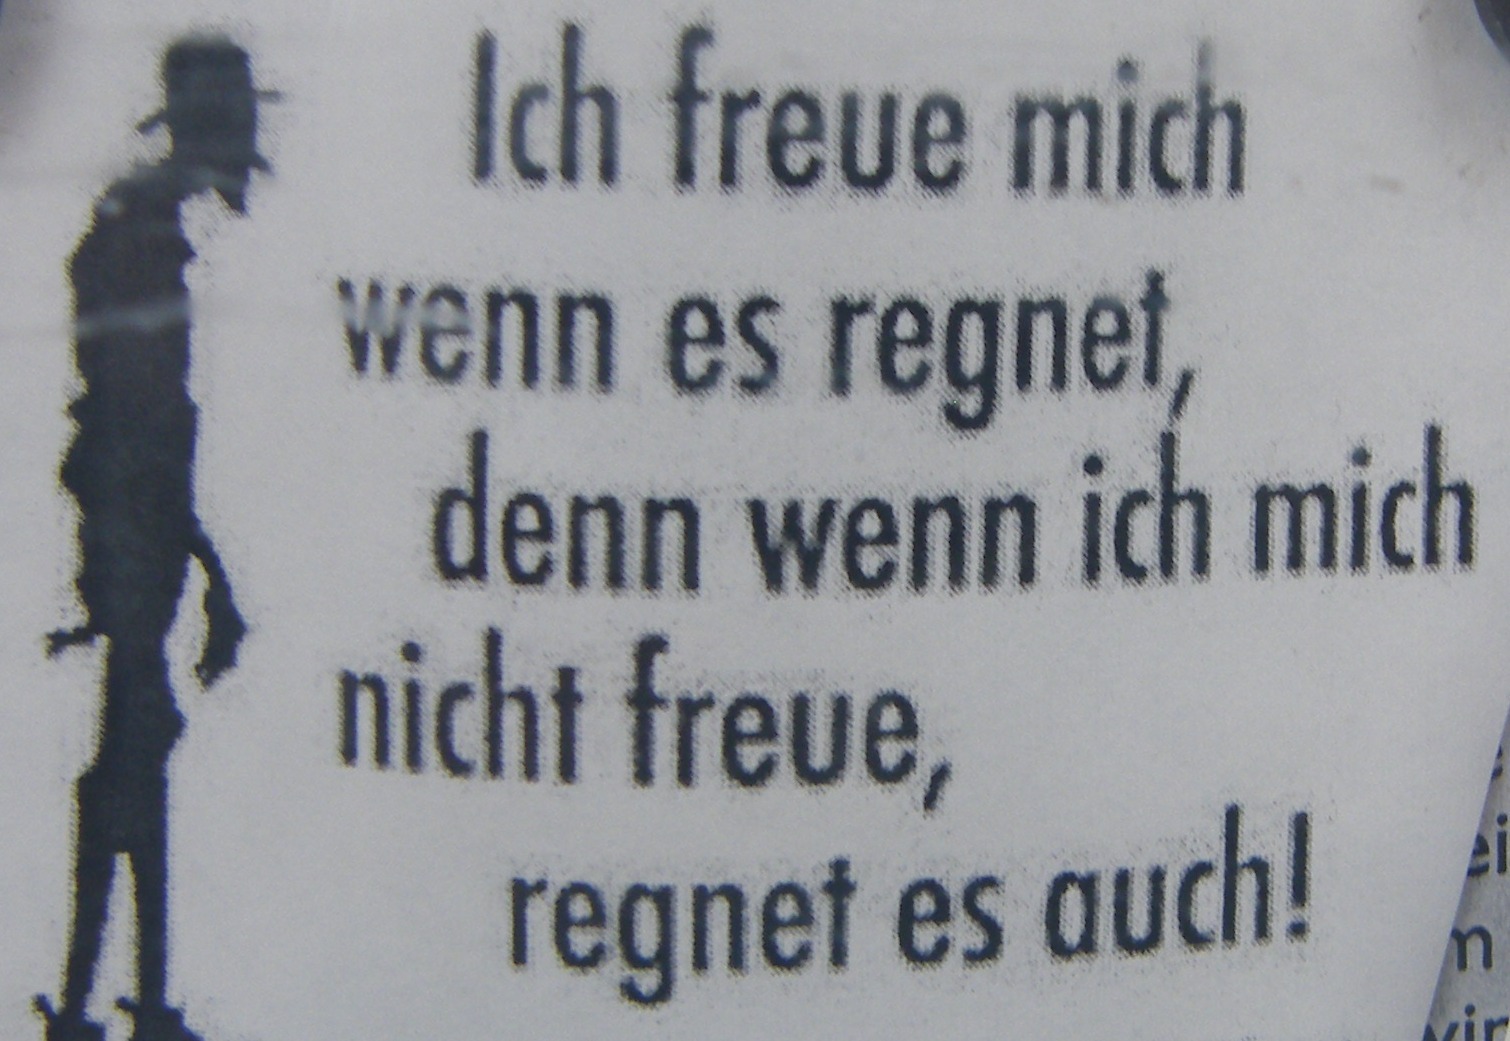 Ich freue mich
wenn es regnet,
denn wenn ich mich
nicht freue,
regnet es auch!